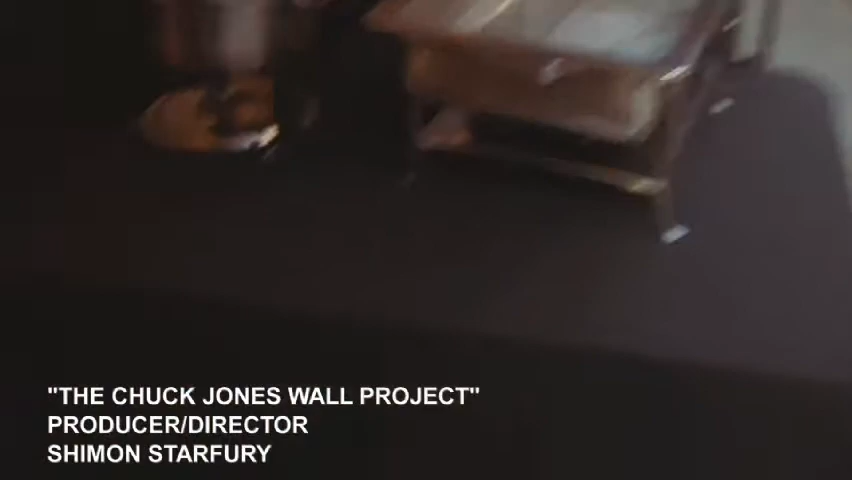 "THE CHUCK JONES WALL PROJECT"
PRODUCER/DIRECTOR
SHIMON STARFURY